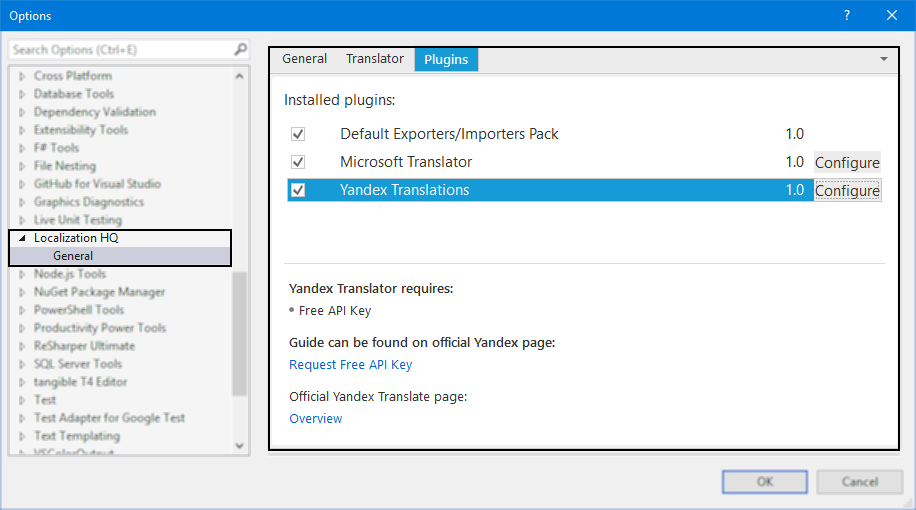 Options
?
Search Options (Ctrl+E)
Cross Platform
Database Tools
Dependency Validation
Extensibility Tools
F# Tools
File Nesting
GitHub for Visual Studio
Graphics Diagnostics
Live Unit Testing
Localization HQ
General
Node.js Tools
NuGet Package Manager
PowerShell Tools
Productivity Power Tools
ReSharper Ultimate
SQL Server Tools
tangible T4 Editor
Test
Test Adapter for Google Test
Text Templating
VSColorOutput
General Translator Plugins
Installed plugins:
Default Exporters/Importers Pack 1.0
Microsoft Translator 1.0 Configure
Yandex Translations 1.0 Configure
Yandex Translator requires:
• Free API Key
Guide can be found on official Yandex page:
Request Free API Key
Official Yandex Translate page:
Overview
OK Cancel